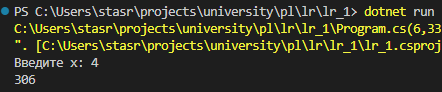 PS C:\Users\stasr\projects\university\pl\lr\lr_1> dotnet run
C:\Users\stasr\projects\university\pl\lr\lr_1\Program.cs(6,33
". [C:\Users\stasr\projects\university\pl\lr\lr_1\lr_1.csproj
Введите x: 4
306